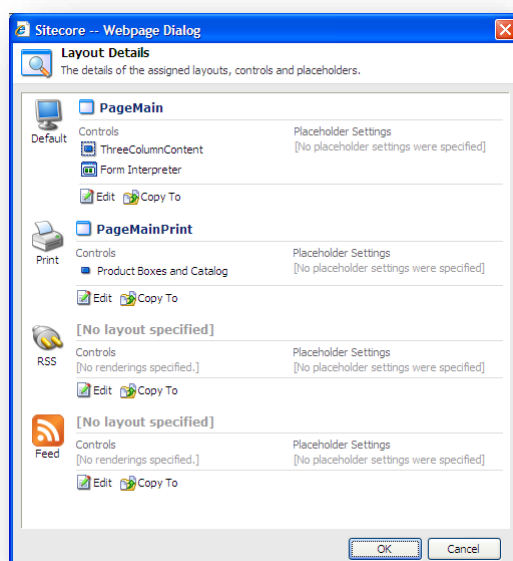 Sitecore -- Webpage Dialog
Layout Details
The details of the assigned layouts, controls and placeholders.
Default
PageMain
Controls
Placeholder Settings
ThreeColumnContent
[No placeholder settings were specified]
Form Interpreter
Edit Copy To
Print
PageMainPrint
Controls
Placeholder Settings
Product Boxes and Catalog
[No placeholder settings were specified]
Edit Copy To
RSS
[No layout specified]
Controls
Placeholder Settings
[No renderings specified.]
[No placeholder settings were specified]
Edit Copy To
Feed
[No layout specified]
Controls
Placeholder Settings
[No renderings specified.]
[No placeholder settings were specified]
Edit Copy To
OK Cancel